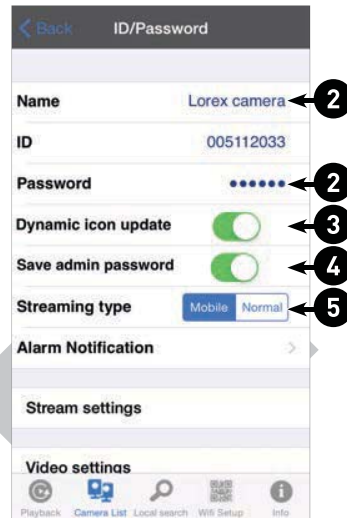 Back ID/Password
Name Lorex camera 2
ID 005112033
Password •••••• 2
Dynamic icon update 3
Save admin password 4
Streaming type Mobile Normal 5
Alarm Notification
Stream settings
Video settings
Playback Camera List Local search Wifi Setup Info